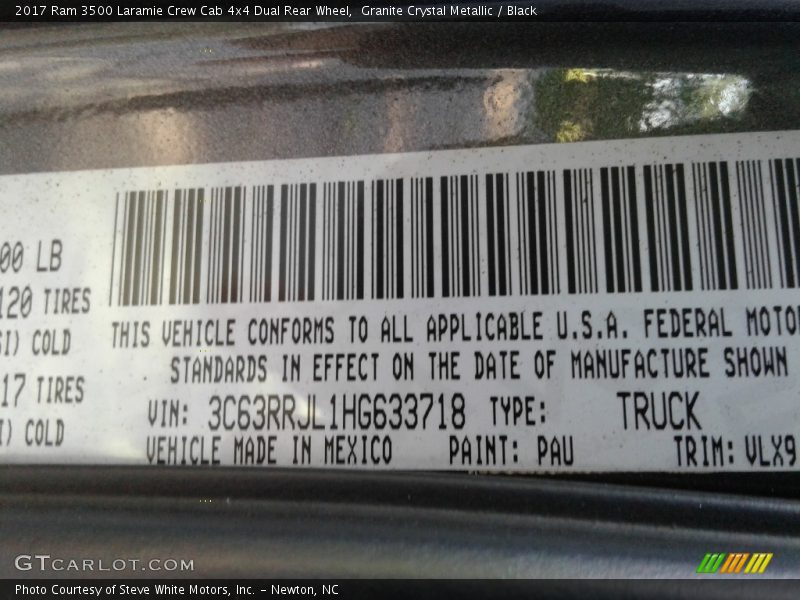 2017 Ram 3500 Laramie Crew Cab 4x4 Dual Rear Wheel,  Granite Crystal Metallic / Black
00 LB
120 TIRES
SI) COLD
17 TIRES
I) COLD
THIS VEHICLE CONFORMS TO ALL APPLICABLE U.S.A. FEDERAL MOTO
STANDARDS IN EFFECT ON THE DATE OF MANUFACTURE SHOWN
VIN: 3C63RRJL1HG633718 TYPE: TRUCK
VEHICLE MADE IN MEXICO PAINT: PAU TRIM: VLX9
GTCARLOT.COM
Photo Courtesy of Steve White Motors, Inc. – Newton, NC